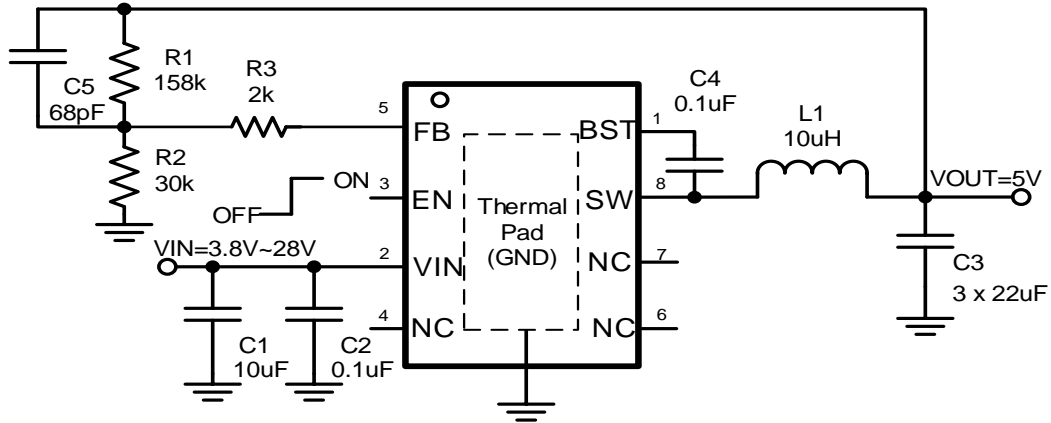 R1
158k
C5
68pF
R3
2k
R2
30k
5
FB
ON
OFF
3
EN
VIN=3.8V~28V
2
VIN
4
NC
C1
10uF
C2
0.1uF
Thermal
Pad
(GND)
BST
1
C4
0.1uF
SW
8
L1
10uH
VOUT=5V
NC
7
C3
3 x 22uF
NC
6